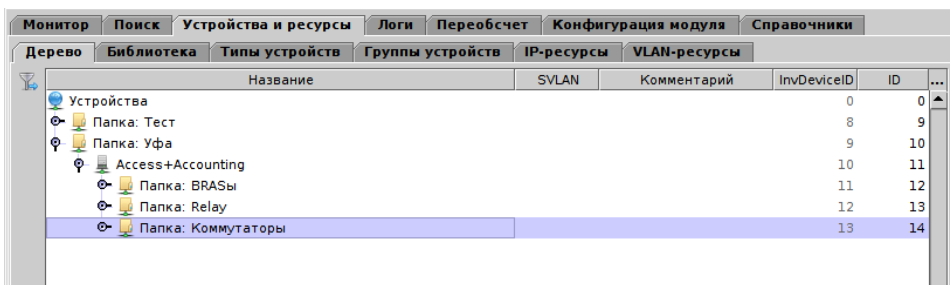 Монитор Поиск Устройства и ресурсы Логи Переобсчет Конфигурация модуля Справочники
Дерево Библиотека Типы устройств Группы устройств IP-ресурсы VLAN-ресурсы
Название SVLAN Комментарий InvDeviceID ID ...
Устройства 0 0
Папка: Тест 8 9
Папка: Уфа 9 10
Access+Accounting 10 11
Папка: BRASы 11 12
Папка: Relay 12 13
Папка: Коммутаторы 13 14